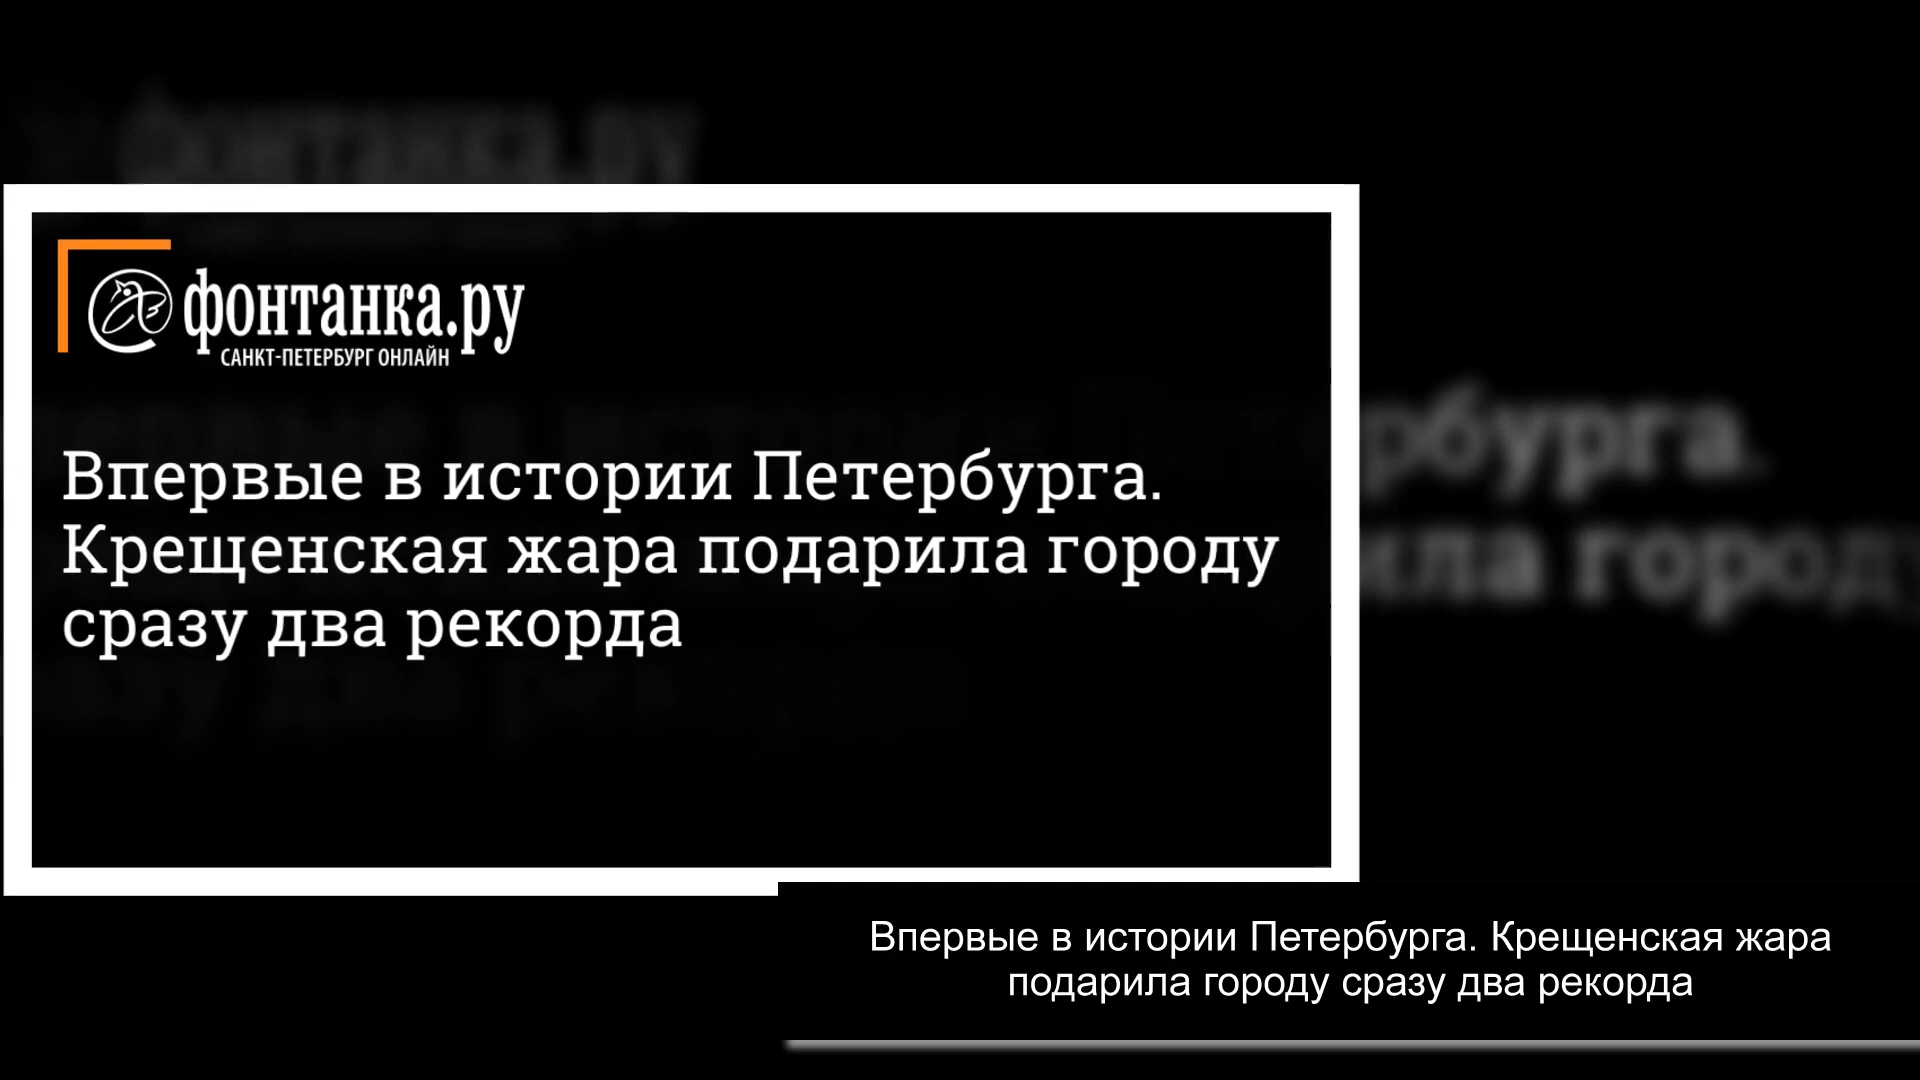 фонтанка.ру
САНКТ-ПЕТЕРБУРГ ОНЛАЙН
Впервые в истории Петербурга.
Крещенская жара подарила городу
сразу два рекорда
Впервые в истории Петербурга. Крещенская жара
подарила городу сразу два рекорда